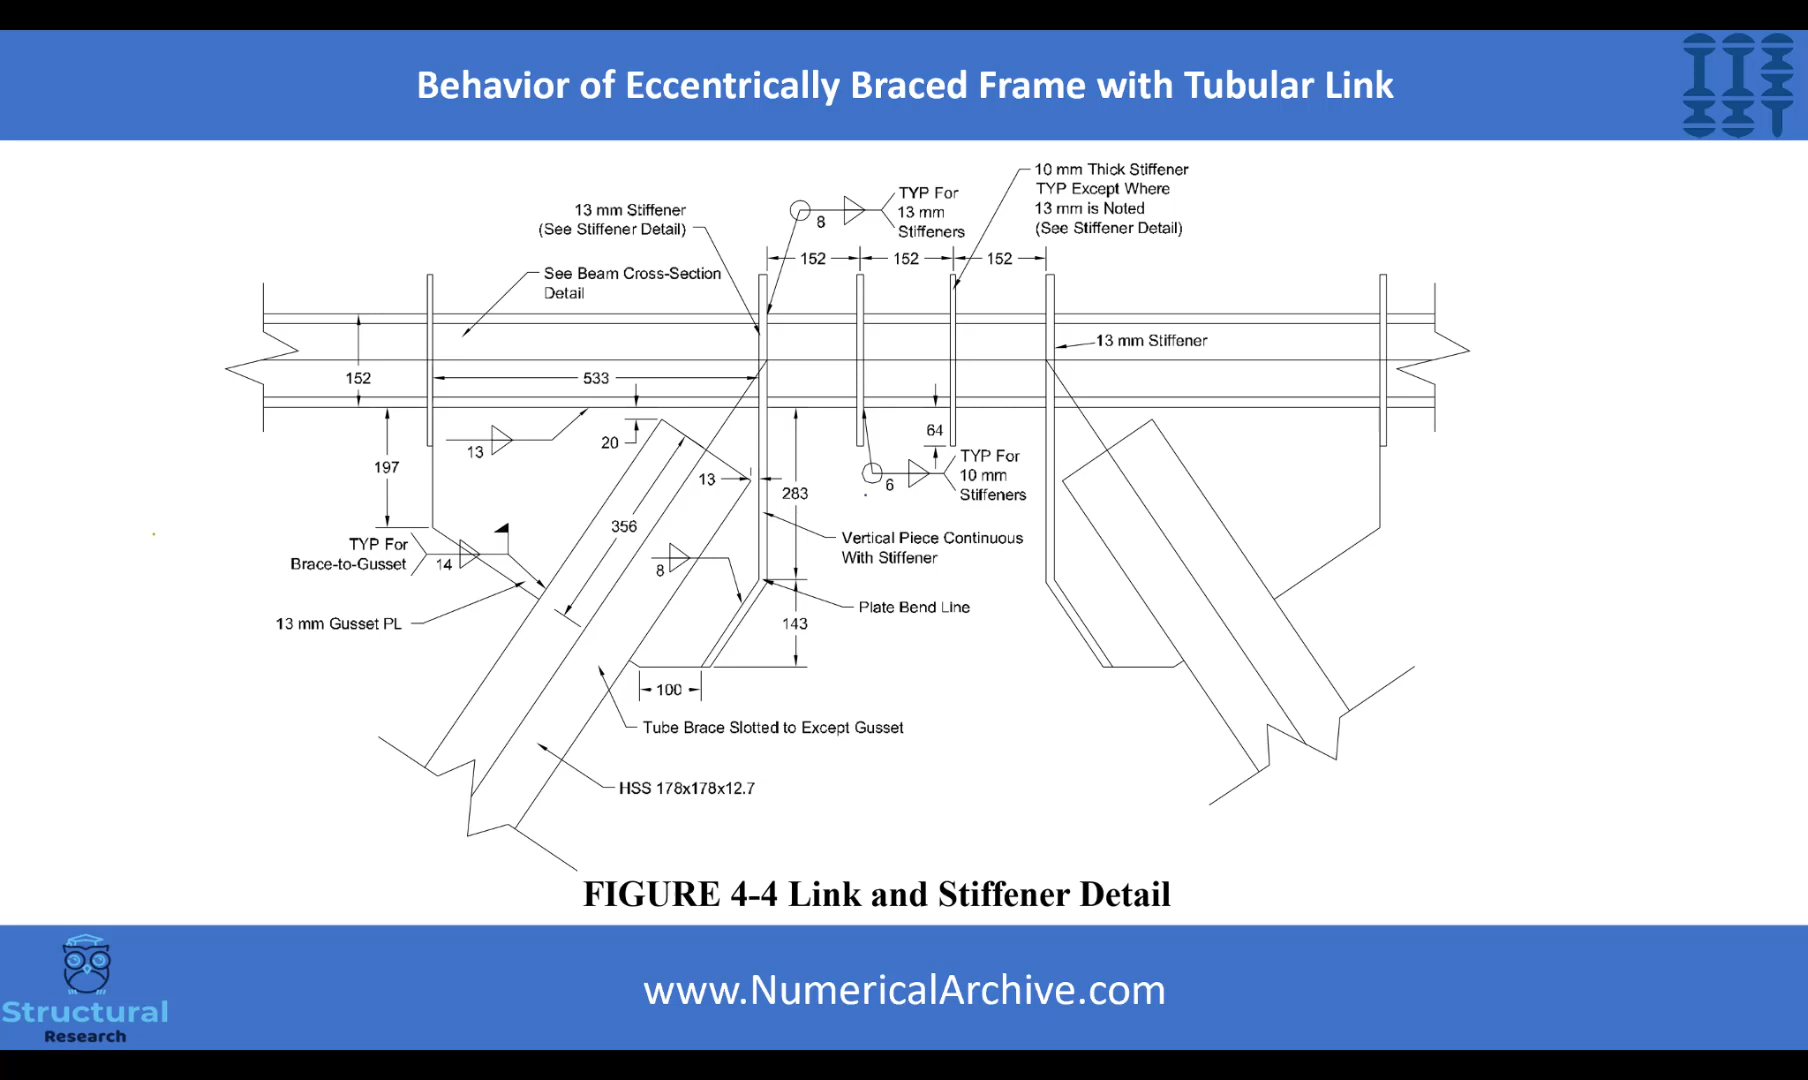 Behavior of Eccentrically Braced Frame with Tubular Link
10 mm Thick Stiffener
TYP Except Where
13 mm is Noted
(See Stiffener Detail)
TYP For
13 mm
Stiffeners
8
13 mm Stiffener
(See Stiffener Detail)
152
152
152
See Beam Cross-Section
Detail
13 mm Stiffener
152
533
20
64
13
197
TYP For
10 mm
Stiffeners
6
13
283
356
Vertical Piece Continuous
With Stiffener
TYP For
Brace-to-Gusset
14
8
Plate Bend Line
13 mm Gusset PL
143
100
Tube Brace Slotted to Except Gusset
HSS 178x178x12.7
FIGURE 4-4 Link and Stiffener Detail
www.NumericalArchive.com
Structural
Research